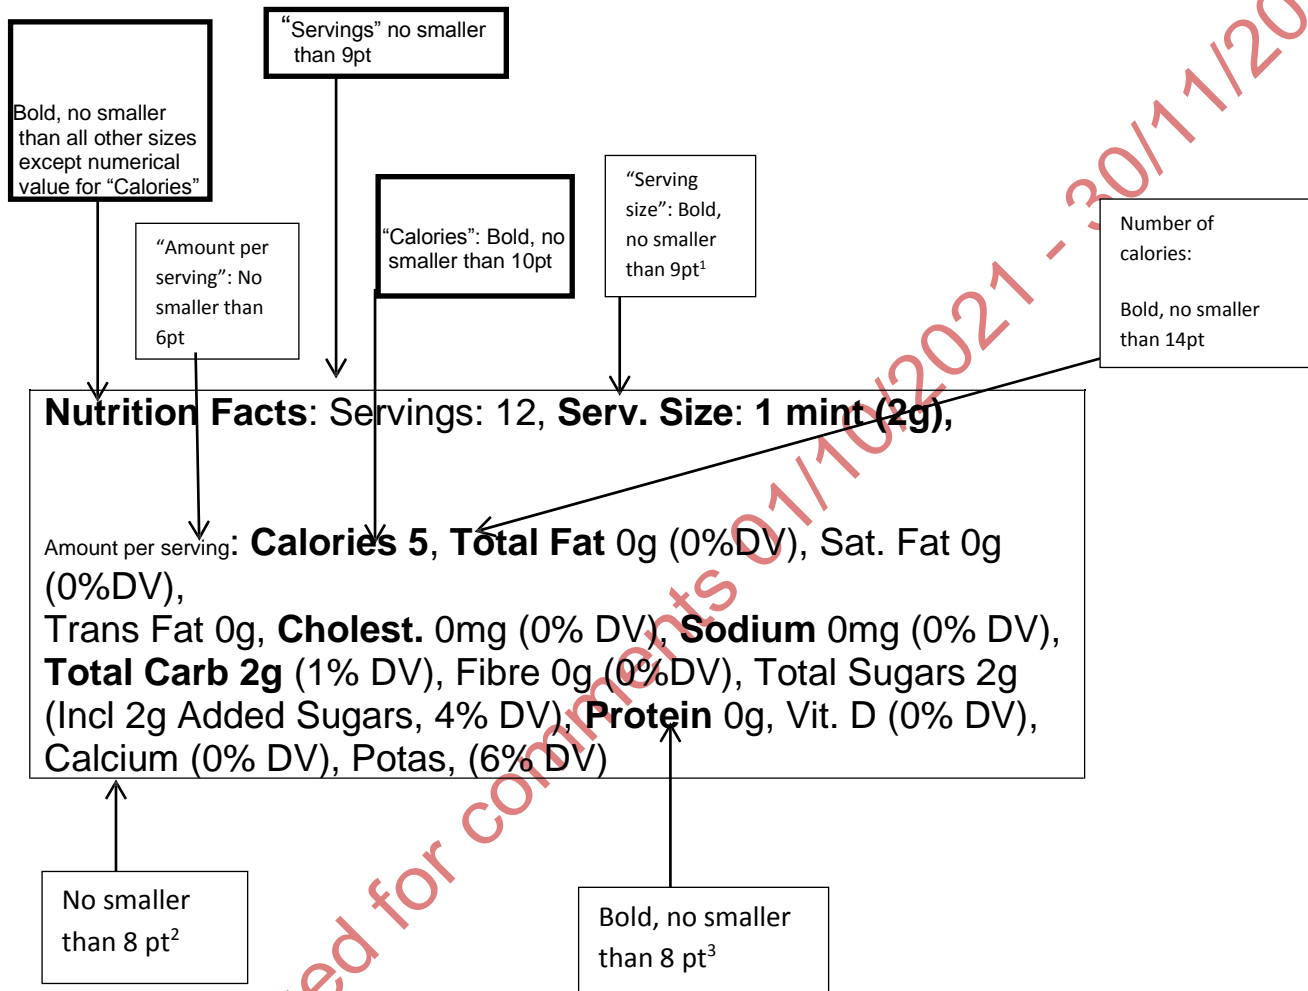 “Servings” no smaller
than 9pt
Bold, no smaller
than all other sizes
except numerical
value for “Calories”
“Amount per
serving”: No
smaller than
6pt
“Calories”: Bold, no
smaller than 10pt
“Serving
size”: Bold,
no smaller
than 9pt¹
Number of
calories:
Bold, no smaller
than 14pt
Nutrition Facts: Servings: 12, Serv. Size: 1 mint (2g),
Amount per serving: Calories 5, Total Fat 0g (0%DV), Sat. Fat 0g
(0%DV),
Trans Fat 0g, Cholest. 0mg (0% DV), Sodium 0mg (0% DV),
Total Carb 2g (1% DV), Fibre 0g (0%DV), Total Sugars 2g
(Incl 2g Added Sugars, 4% DV), Protein 0g, Vit. D (0% DV),
Calcium (0% DV), Potas, (6% DV)
No smaller
than 8 pt²
Bold, no smaller
than 8 pt³
for comments 01/10/2021 - 30/11/20